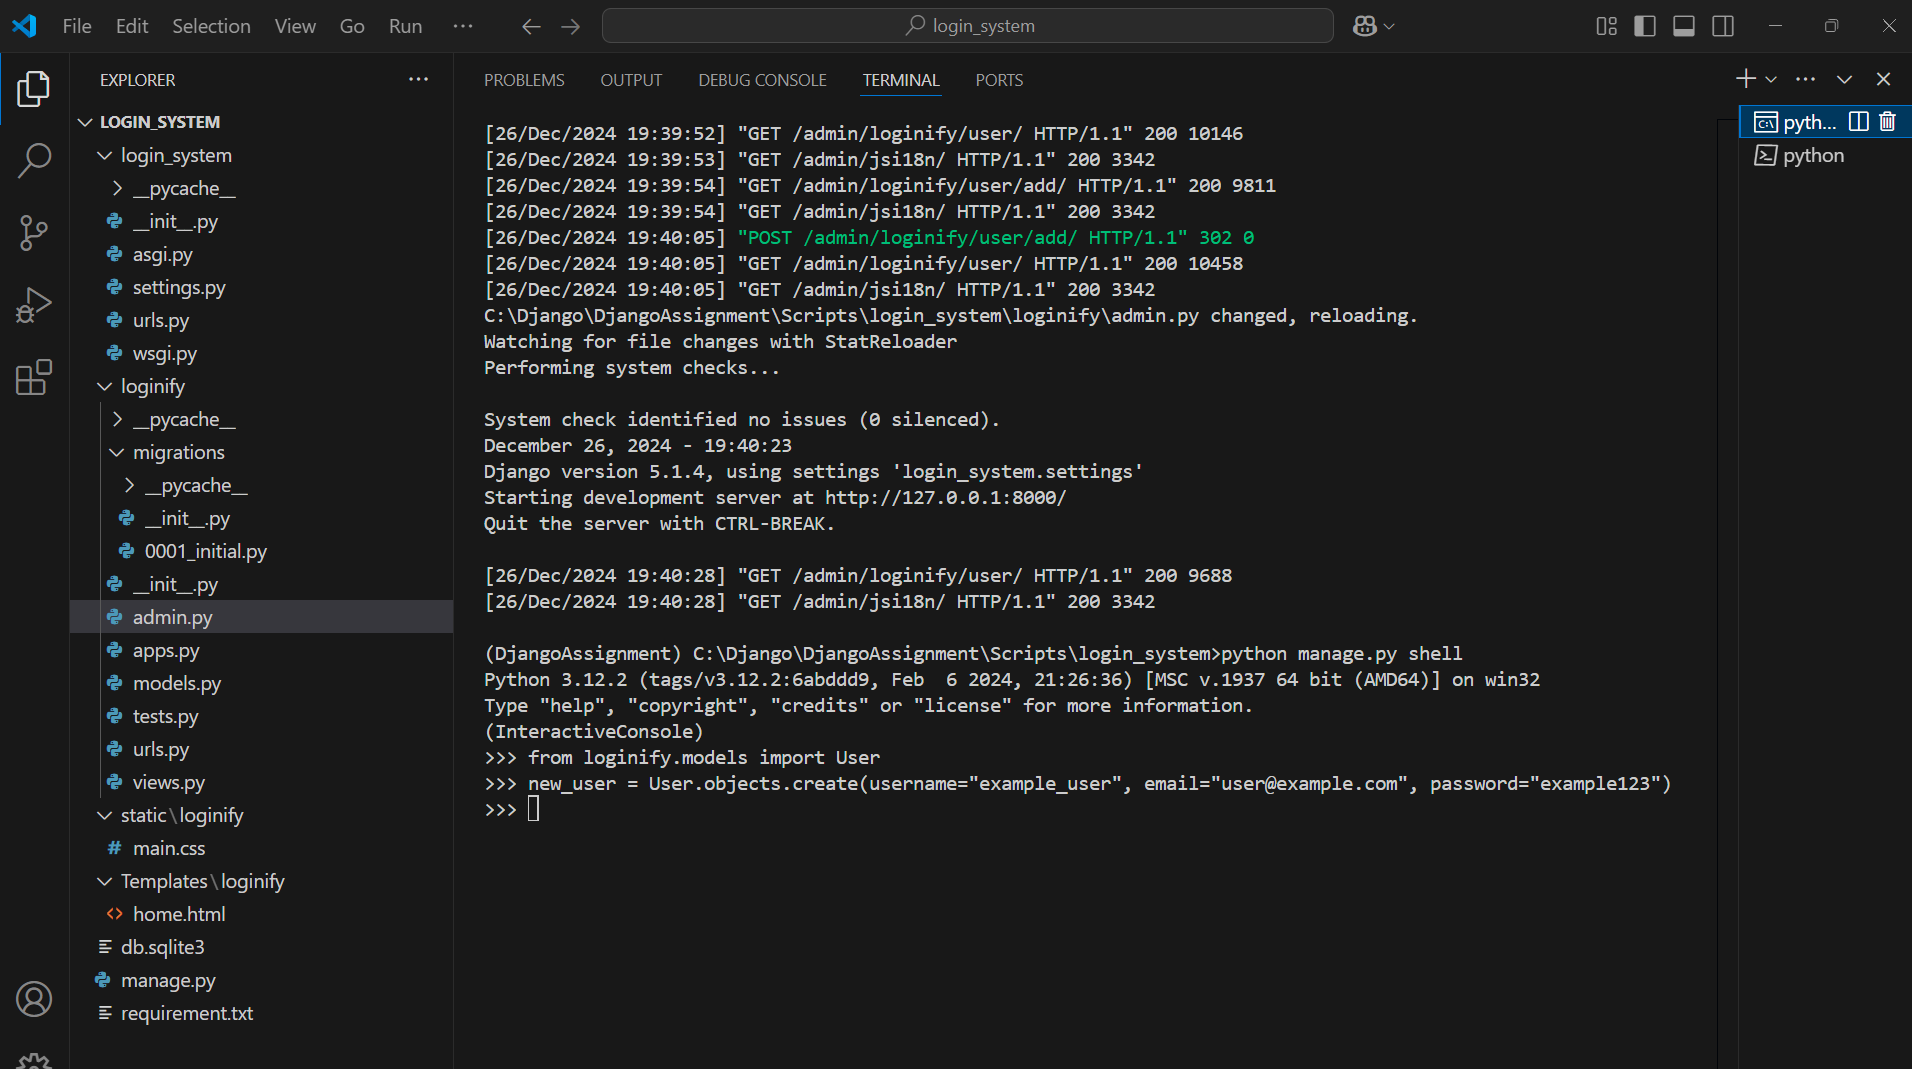 File Edit Selection View Go Run ···
login_system
EXPLORER ···
LOGIN_SYSTEM
login_system
__pycache__
__init__.py
asgi.py
settings.py
urls.py
wsgi.py
loginify
__pycache__
migrations
__pycache__
__init__.py
0001_initial.py
__init__.py
admin.py
apps.py
models.py
tests.py
urls.py
views.py
static\loginify
# main.css
Templates\loginify
<> home.html
db.sqlite3
manage.py
requirement.txt
PROBLEMS OUTPUT DEBUG CONSOLE TERMINAL PORTS
[26/Dec/2024 19:39:52] "GET /admin/loginify/user/ HTTP/1.1" 200 10146
[26/Dec/2024 19:39:53] "GET /admin/jsi18n/ HTTP/1.1" 200 3342
[26/Dec/2024 19:39:54] "GET /admin/loginify/user/add/ HTTP/1.1" 200 9811
[26/Dec/2024 19:39:54] "GET /admin/jsi18n/ HTTP/1.1" 200 3342
[26/Dec/2024 19:40:05] "POST /admin/loginify/user/add/ HTTP/1.1" 302 0
[26/Dec/2024 19:40:05] "GET /admin/loginify/user/ HTTP/1.1" 200 10458
[26/Dec/2024 19:40:05] "GET /admin/jsi18n/ HTTP/1.1" 200 3342
C:\Django\DjangoAssignment\Scripts\login_system\loginify\admin.py changed, reloading.
Watching for file changes with StatReloader
Performing system checks...
System check identified no issues (0 silenced).
December 26, 2024 - 19:40:23
Django version 5.1.4, using settings 'login_system.settings'
Starting development server at http://127.0.0.1:8000/
Quit the server with CTRL-BREAK.
[26/Dec/2024 19:40:28] "GET /admin/loginify/user/ HTTP/1.1" 200 9688
[26/Dec/2024 19:40:28] "GET /admin/jsi18n/ HTTP/1.1" 200 3342
(DjangoAssignment) C:\Django\DjangoAssignment\Scripts\login_system>python manage.py shell
Python 3.12.2 (tags/v3.12.2:6abddd9, Feb  6 2024, 21:26:36) [MSC v.1937 64 bit (AMD64)] on win32
Type "help", "copyright", "credits" or "license" for more information.
(InteractiveConsole)
>>> from loginify.models import User
>>> new_user = User.objects.create(username="example_user", email="user@example.com", password="example123")
>>>
pyth...
python